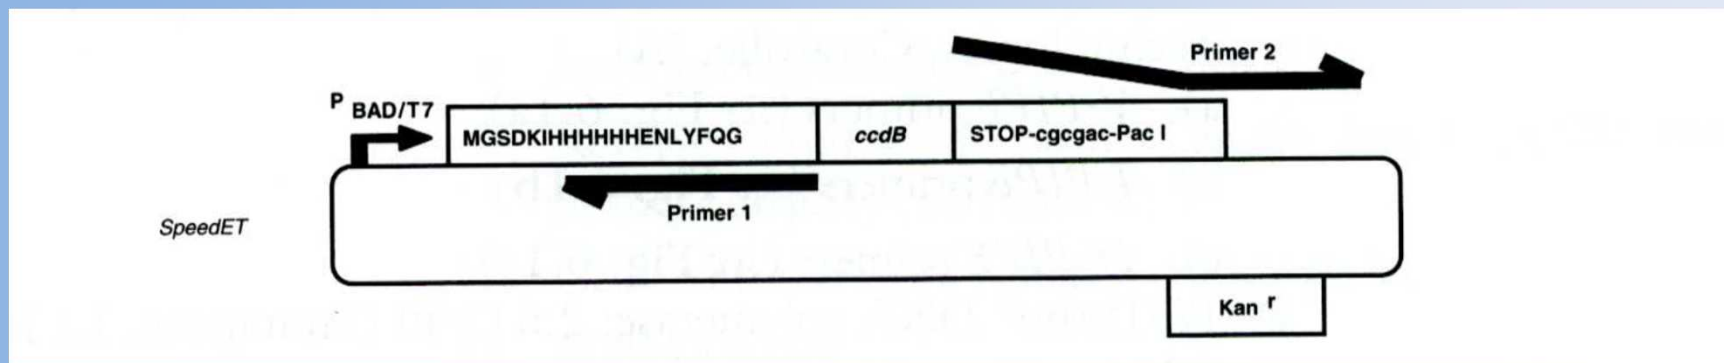 Primer 2
P BAD/T7
MGSDKIHHHHHHENLYFQG
ccdB
STOP-cgcgac-Pac I
Primer 1
SpeedET
Kan r